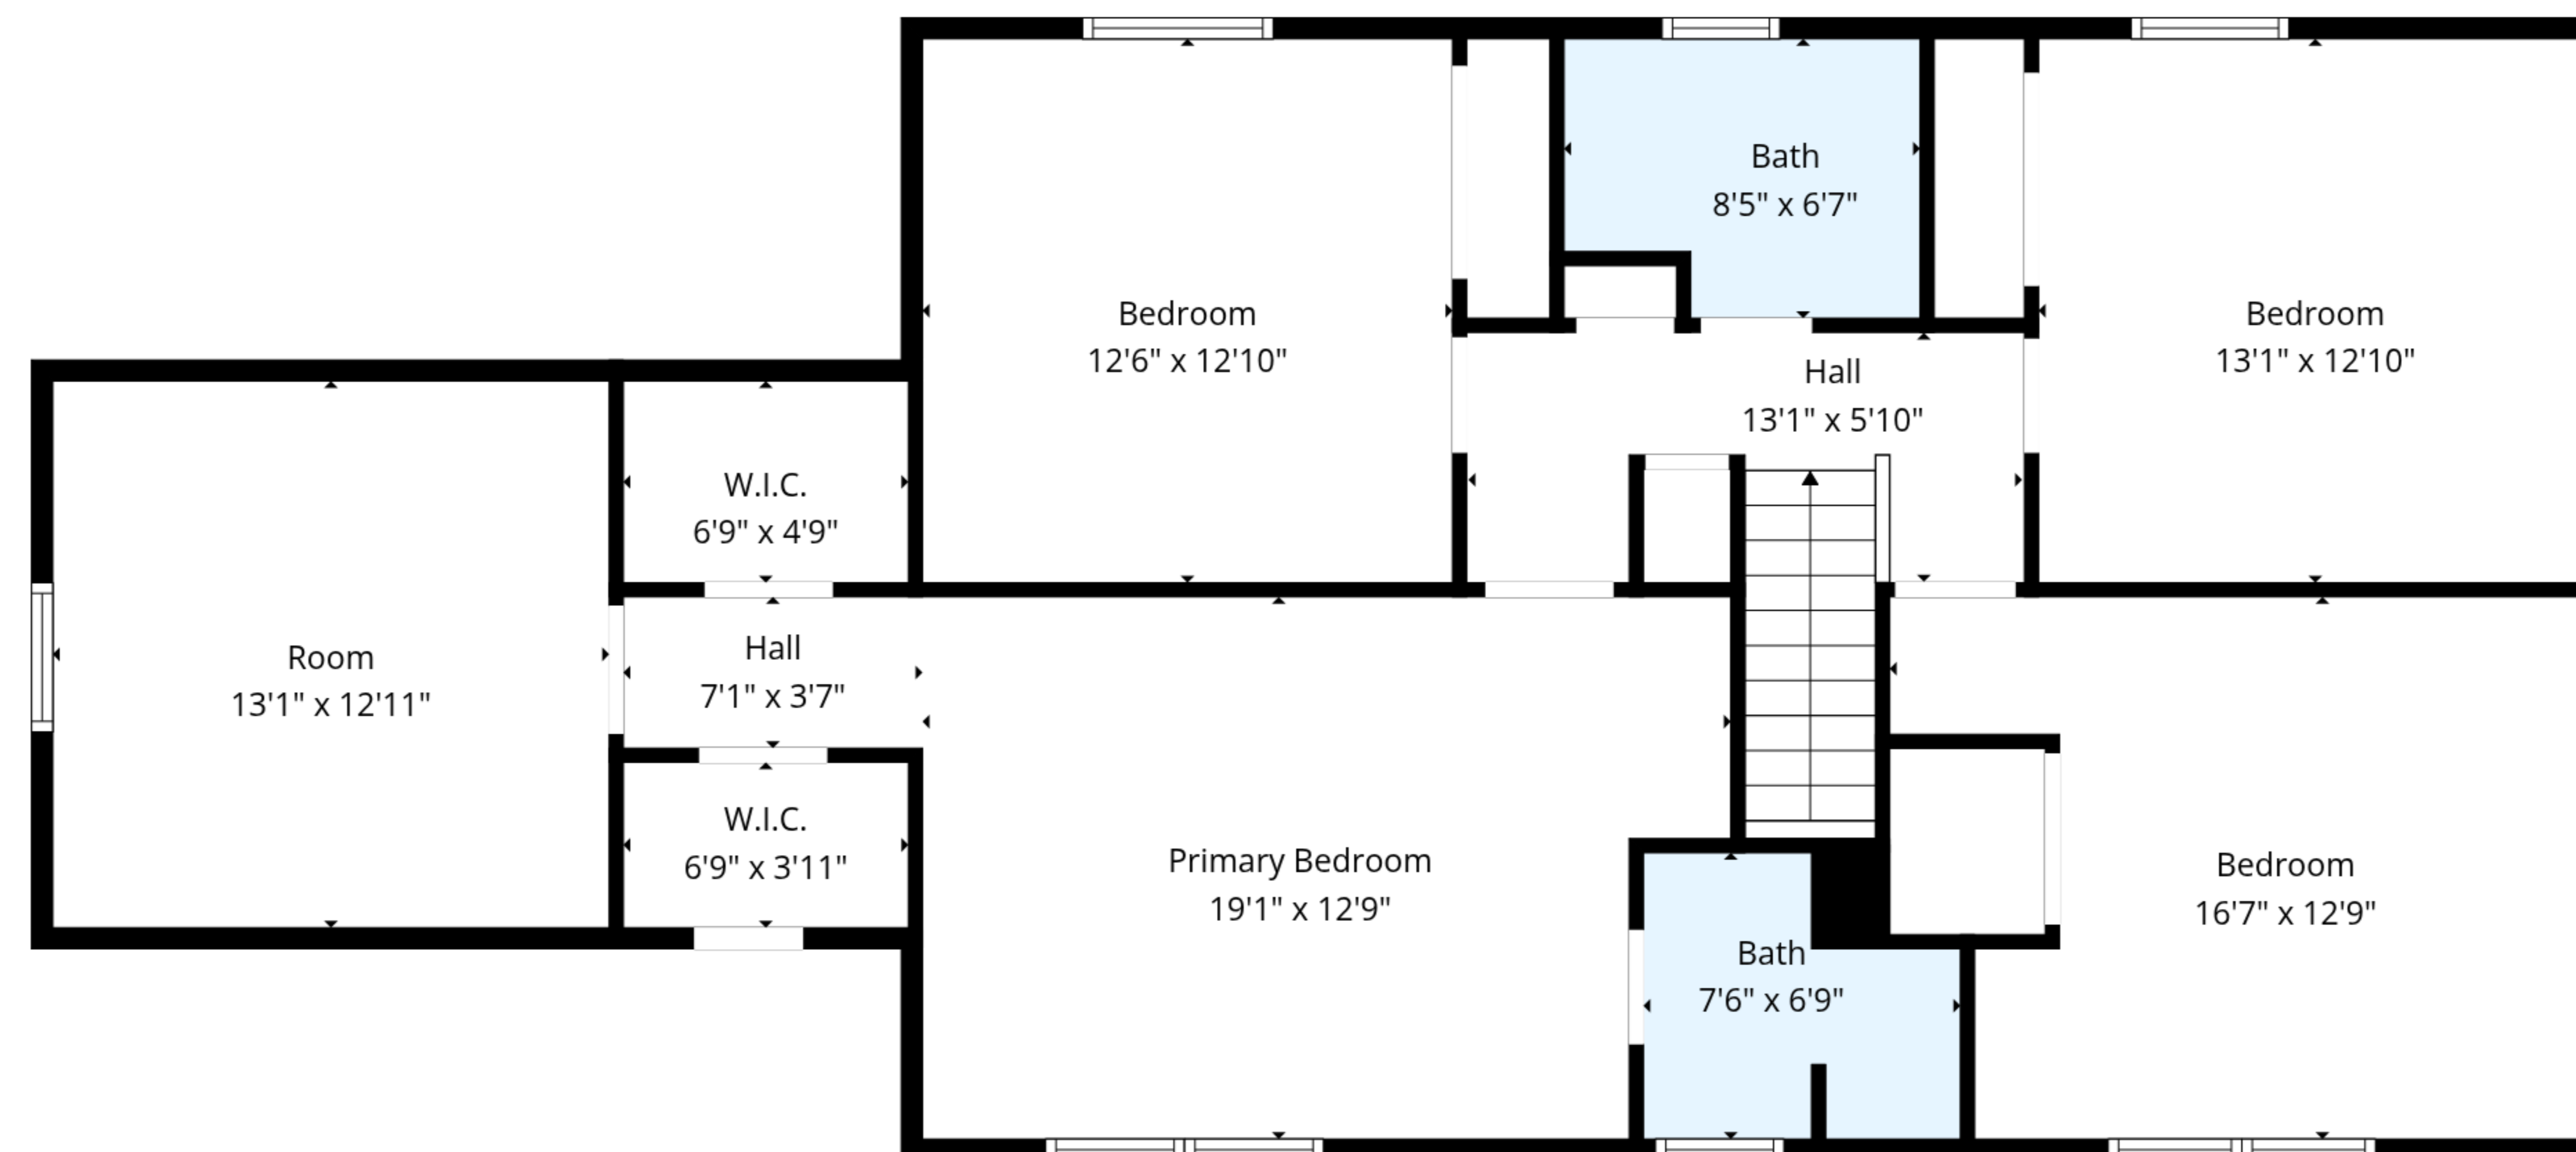 Bath
8'5" x 6'7"
Bedroom
12'6" x 12'10"
Bedroom
13'1" x 12'10"
Hall
13'1" x 5'10"
W.I.C.
6'9" x 4'9"
Room
13'1" x 12'11"
Hall
7'1" x 3'7"
W.I.C.
6'9" x 3'11"
Primary Bedroom
19'1" x 12'9"
Bedroom
16'7" x 12'9"
Bath
7'6" x 6'9"